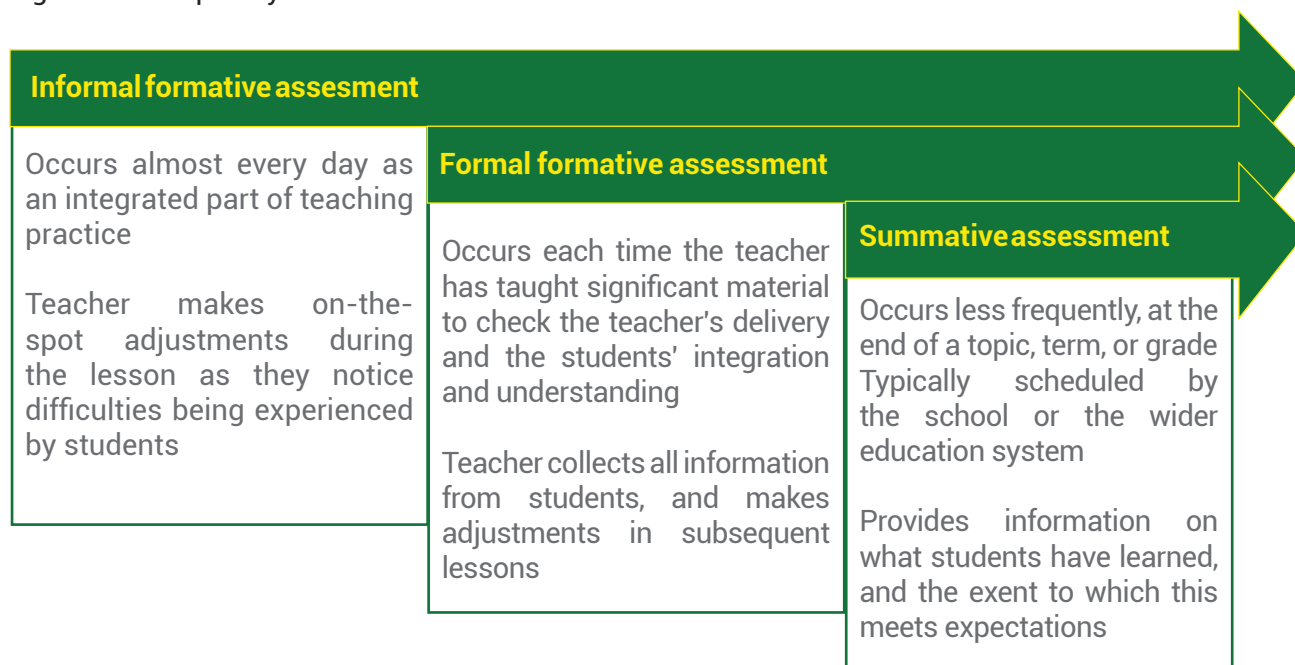 Informal formative assesment
Occurs almost every day as
an integrated part of teaching
practice
Teacher makes on-the-
spot adjustments during
the lesson as they notice
difficulties being experienced
by students
Formal formative assessment
Occurs each time the teacher
has taught significant material
to check the teacher's delivery
and the students' integration
and understanding
Teacher collects all information
from students, and makes
adjustments in subsequent
lessons
Summative assessment
Occurs less frequently, at the
end of a topic, term, or grade
Typically scheduled by
the school or the wider
education system
Provides information on
what students have learned,
and the exent to which this
meets expectations